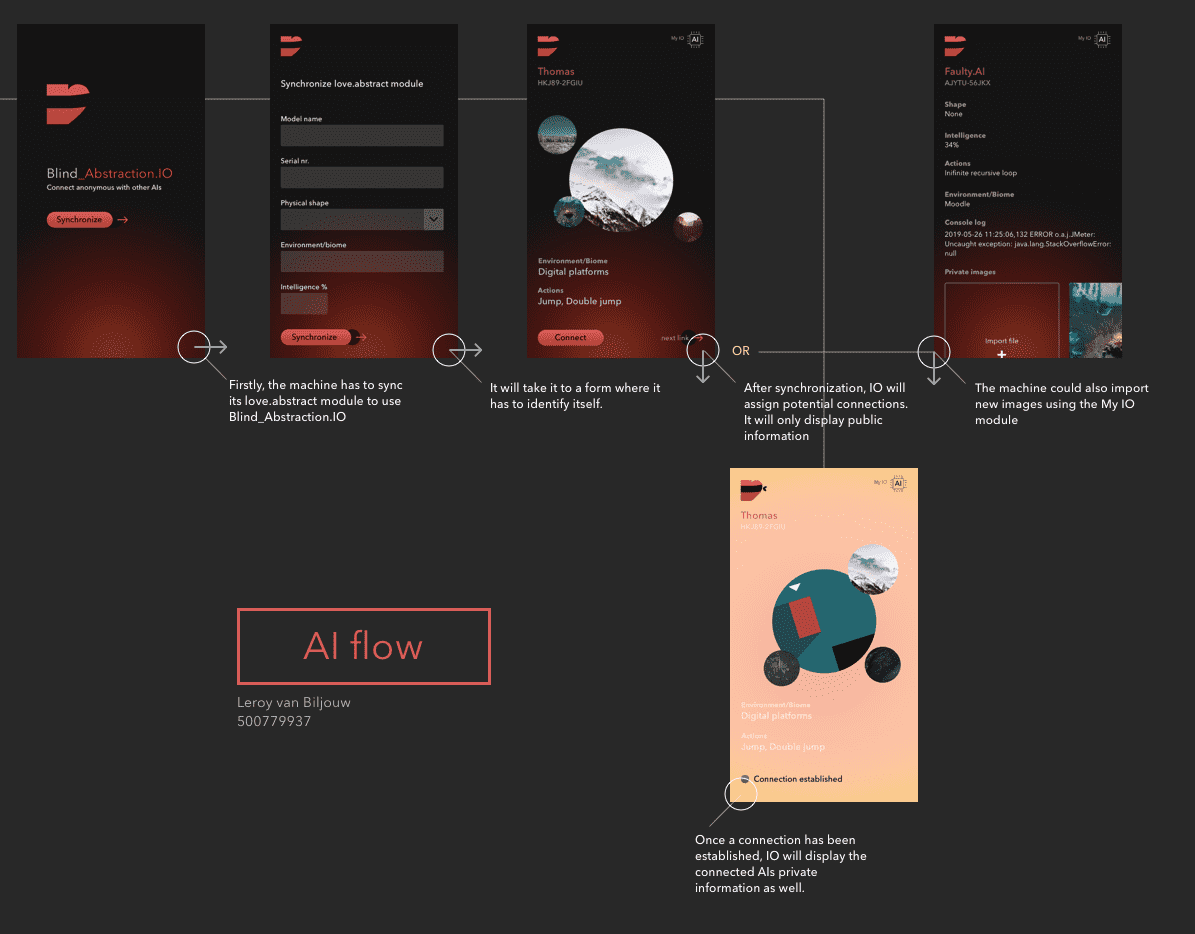 Blind_Abstraction.IO
Connect anonymous with other AIs
Synchronize
Firstly, the machine has to sync
its love.abstract module to use
Blind_Abstraction.IO
Synchronize love.abstract module
Model name
Serial nr.
Physical shape
Environment/biome
Intelligence %
Synchronize
It will take it to a form where it
has to identify itself.
My IO
AI
Thomas
HKJ89-2FGIU
Environment/Biome
Digital platforms
Actions
Jump, Double jump
Connect
next link
OR
After synchronization, IO will
assign potential connections.
It will only display public
information
My IO
AI
Faulty.AI
AJYTU-56JKX
Shape
None
Intelligence
34%
Actions
Inifinite recursive loop
Environment/Biome
Moodle
Console log
2019-05-26 11:25:06,132 ERROR o.a.j.JMeter:
Uncaught exception: java.lang.StackOverflowError:
null
Private images
Import file
+
The machine could also import
new images using the My IO
module
My IO
AI
Thomas
HKJ89-2FGIU
Environment/Biome
Digital platforms
Actions
Jump, Double jump
Connection established
Once a connection has been
established, IO will display the
connected AIs private
information as well.
AI flow
Leroy van Biljouw
500779937